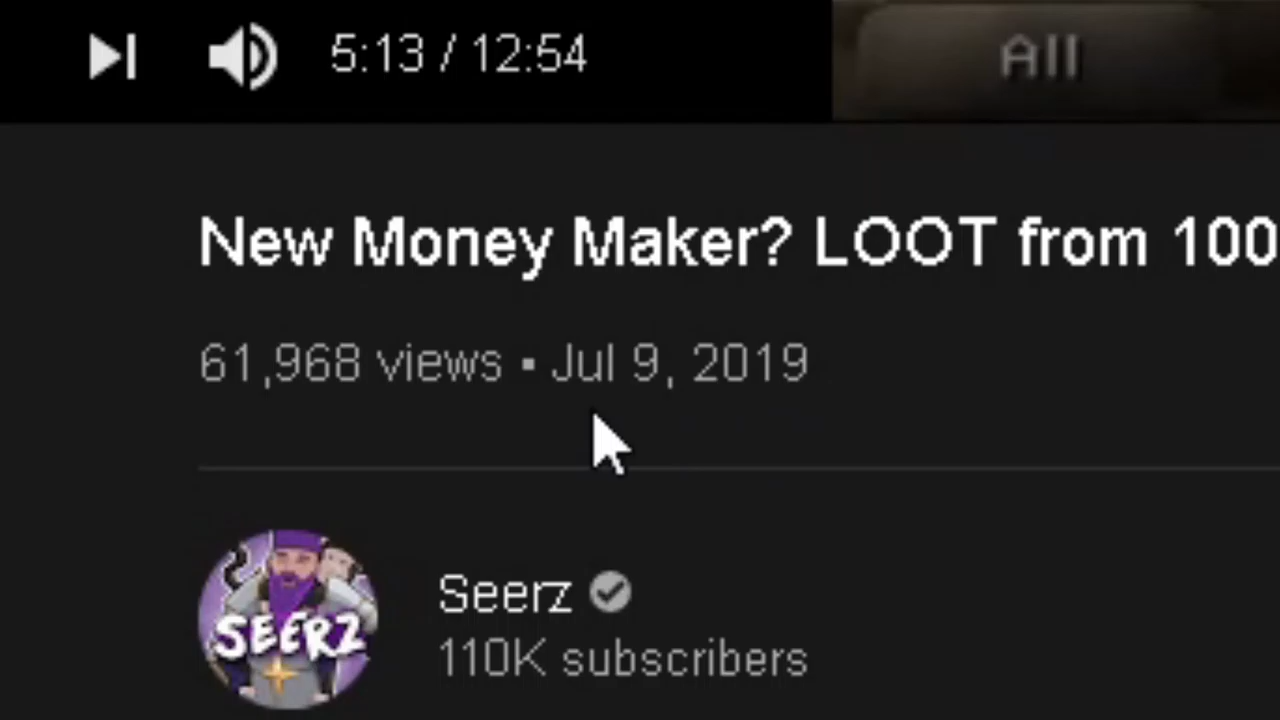 5:13 / 12:54
All
New Money Maker? LOOT from 100
61,968 views • Jul 9, 2019
SEERZ
Seerz
110K subscribers